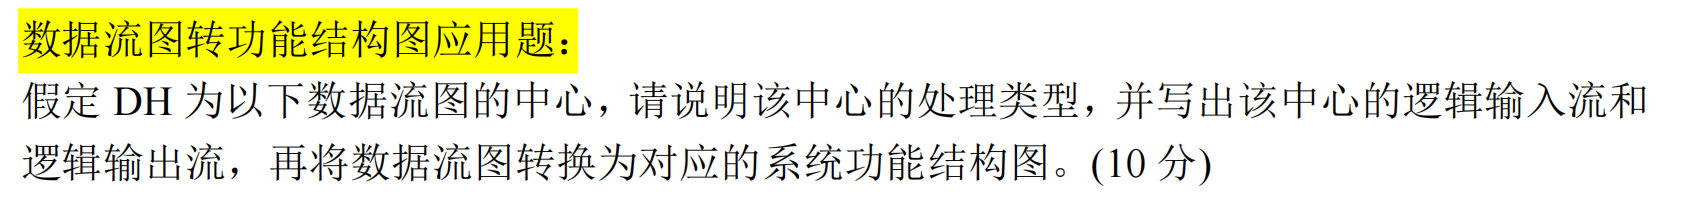 数据流图转功能结构图应用题：
假定 DH 为以下数据流图的中心，请说明该中心的处理类型，并写出该中心的逻辑输入流和
逻辑输出流，再将数据流图转换为对应的系统功能结构图。(10 分)